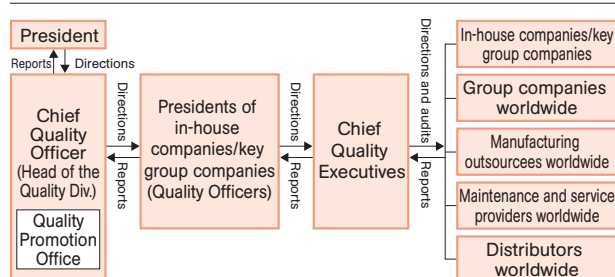 President
Reports
Directions
Chief
Quality
Officer
(Head of the
Quality Div.)
Quality
Promotion
Office
Directions
Reports
Presidents of
in-house
companies/key
group companies
(Quality Officers)
Directions
Reports
Chief
Quality
Executives
Directions and audits
Reports
In-house companies/key
group companies
Group companies
worldwide
Manufacturing
outsourcees worldwide
Maintenance and service
providers worldwide
Distributors
worldwide